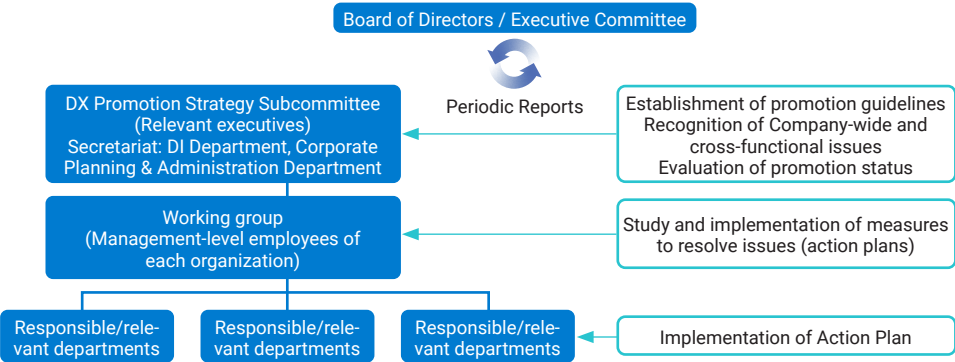 Board of Directors / Executive Committee
Periodic Reports
DX Promotion Strategy Subcommittee
(Relevant executives)
Secretariat: DI Department, Corporate
Planning & Administration Department
Establishment of promotion guidelines
Recognition of Company-wide and
cross-functional issues
Evaluation of promotion status
Working group
(Management-level employees of
each organization)
Study and implementation of measures
to resolve issues (action plans)
Responsible/rele-
vant departments
Responsible/rele-
vant departments
Responsible/rele-
vant departments
Implementation of Action Plan